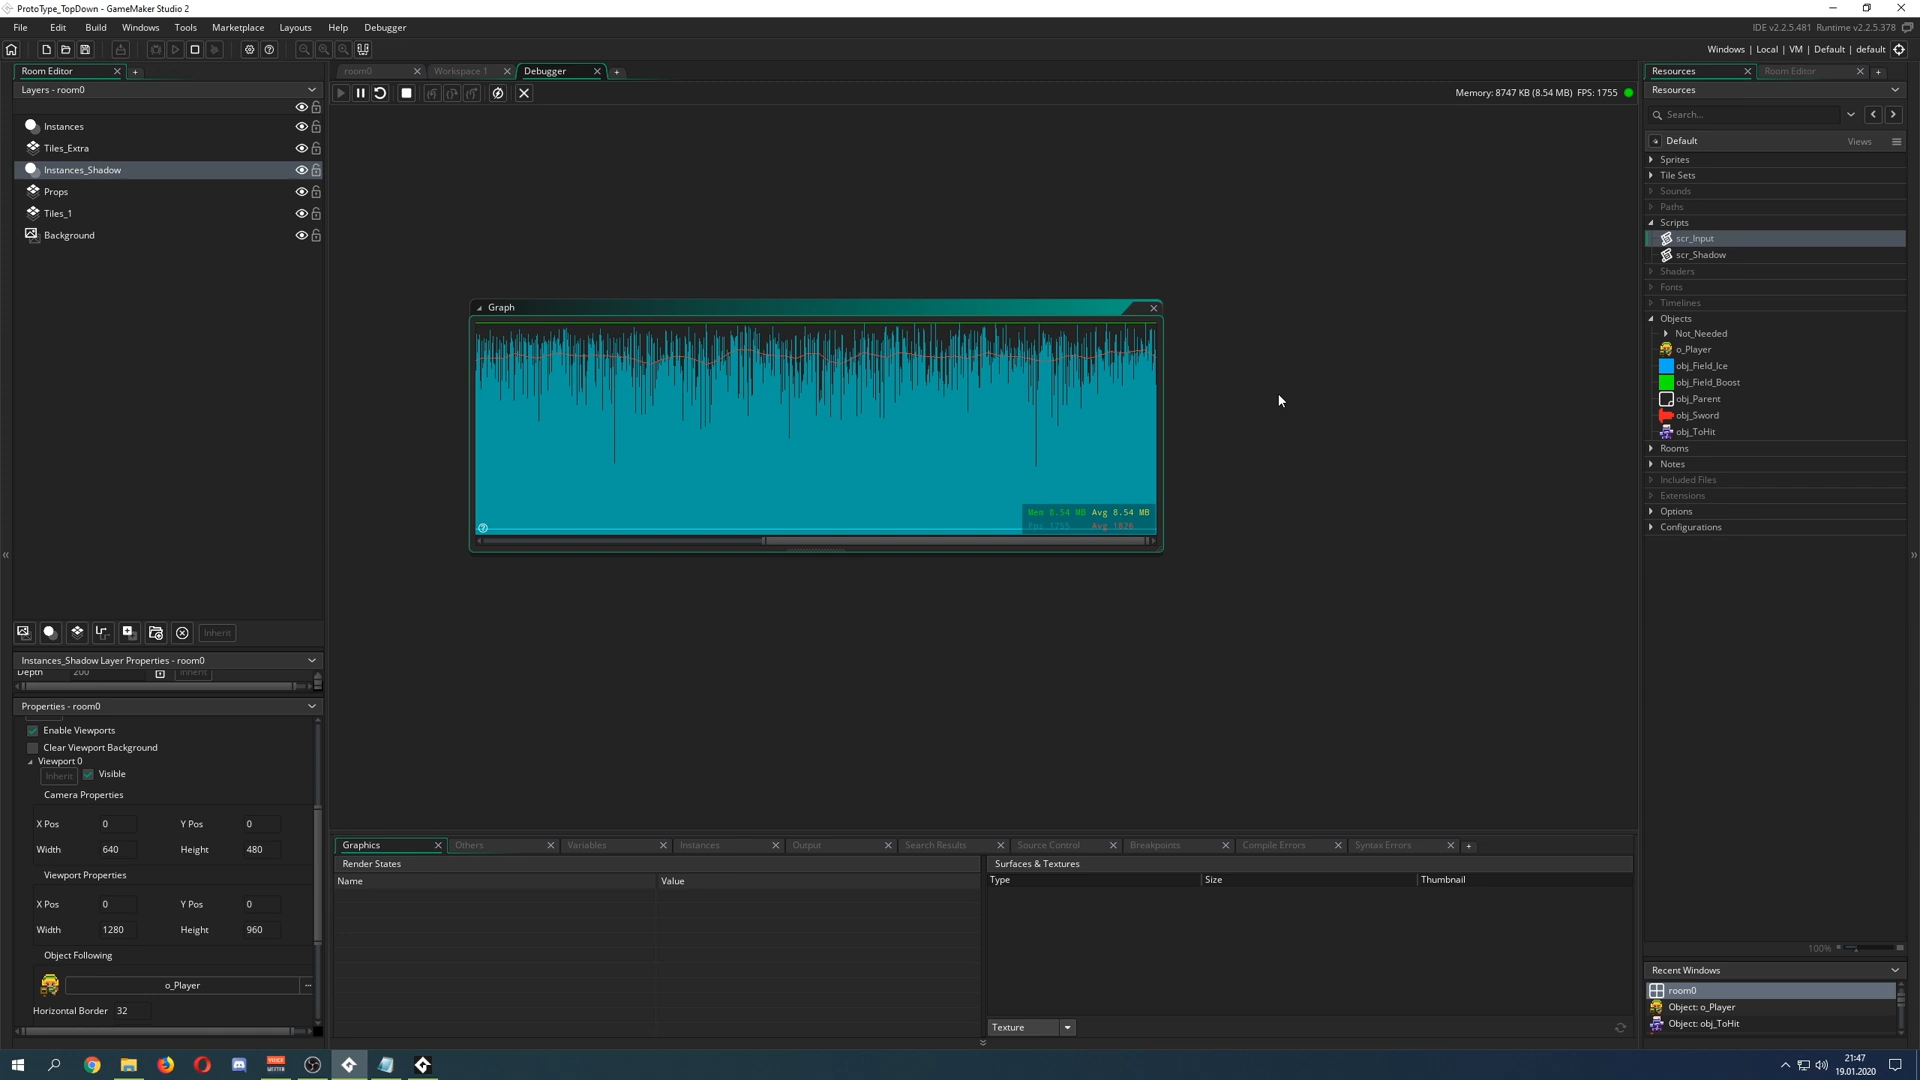 ProtoType_TopDown - GameMaker Studio 2
File Edit Build Windows Tools Marketplace Layouts Help Debugger
IDE v2.2.5.481 Runtime v2.2.5.378
Windows | Local | VM | Default | default
Room Editor
room0
Workspace 1
Debugger
Resources
Room Editor
Layers - room0
Memory: 8747 KB (8.54 MB) FPS: 1755
Resources
Search...
Instances
Tiles_Extra
Instances_Shadow
Props
Tiles_1
Background
Default
Views
Sprites
Tile Sets
Sounds
Paths
Scripts
scr_Input
scr_Shadow
Shaders
Fonts
Timelines
Objects
Not_Needed
o_Player
obj_Field_Ice
obj_Field_Boost
obj_Parent
obj_Sword
obj_ToHit
Rooms
Notes
Included Files
Extensions
Options
Configurations
Graph
Mem 8.54 MB Avg 8.54 MB
Fps 1755 Avg 1826
Inherit
Instances_Shadow Layer Properties - room0
Depth 200 Inherit
Properties - room0
Enable Viewports
Clear Viewport Background
Viewport 0
Inherit Visible
Camera Properties
X Pos 0 Y Pos 0
Width 640 Height 480
Viewport Properties
X Pos 0 Y Pos 0
Width 1280 Height 960
Object Following
o_Player ...
Horizontal Border 32
Graphics Others Variables Instances Output Search Results Source Control Breakpoints Compile Errors Syntax Errors
Render States
Surfaces & Textures
Name Value
Type Size Thumbnail
Texture
100%
Recent Windows
room0
Object: o_Player
Object: obj_ToHit
21:47
19.01.2020